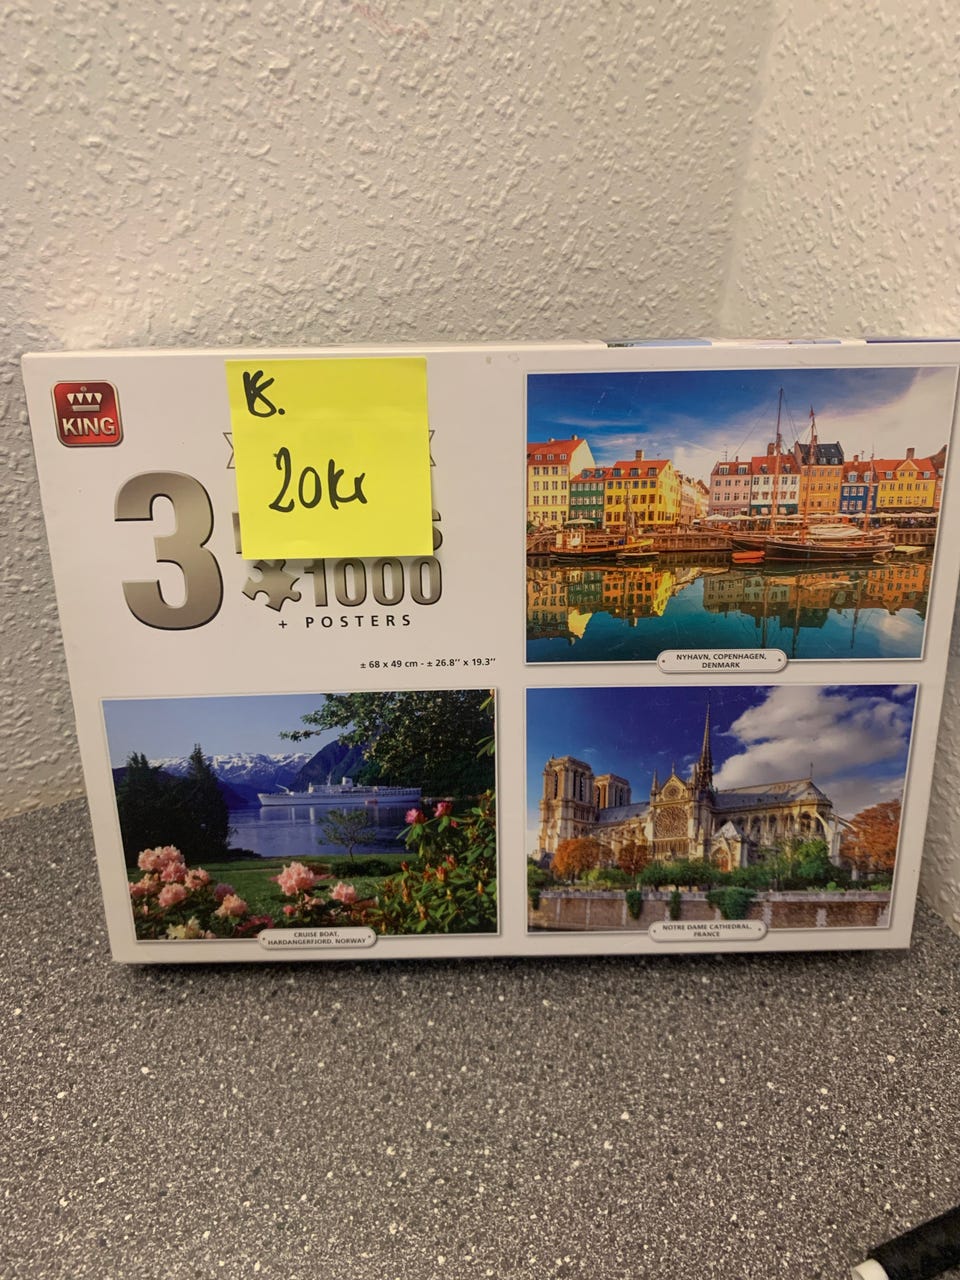 KING
K.
20kr
3
1000
+ POSTERS
± 68 x 49 cm - ± 26.8’’ x 19.3’’
NYHAVN, COPENHAGEN,
DENMARK
CRUISE BOAT,
HARDANGERFJORD, NORWAY
NOTRE DAME CATHEDRAL,
FRANCE